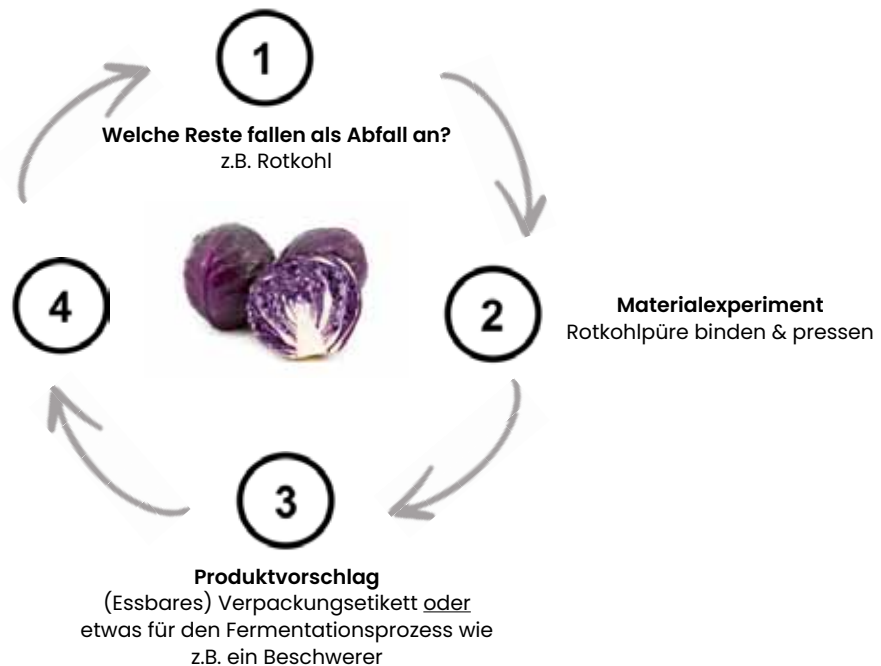 1
Welche Reste fallen als Abfall an?
z.B. Rotkohl
4
2
Materialexperiment
Rotkohlpüre binden & pressen
3
Produktvorschlag
(Essbares) Verpackungsetikett oder
etwas für den Fermentationsprozess wie
z.B. ein Beschwerer